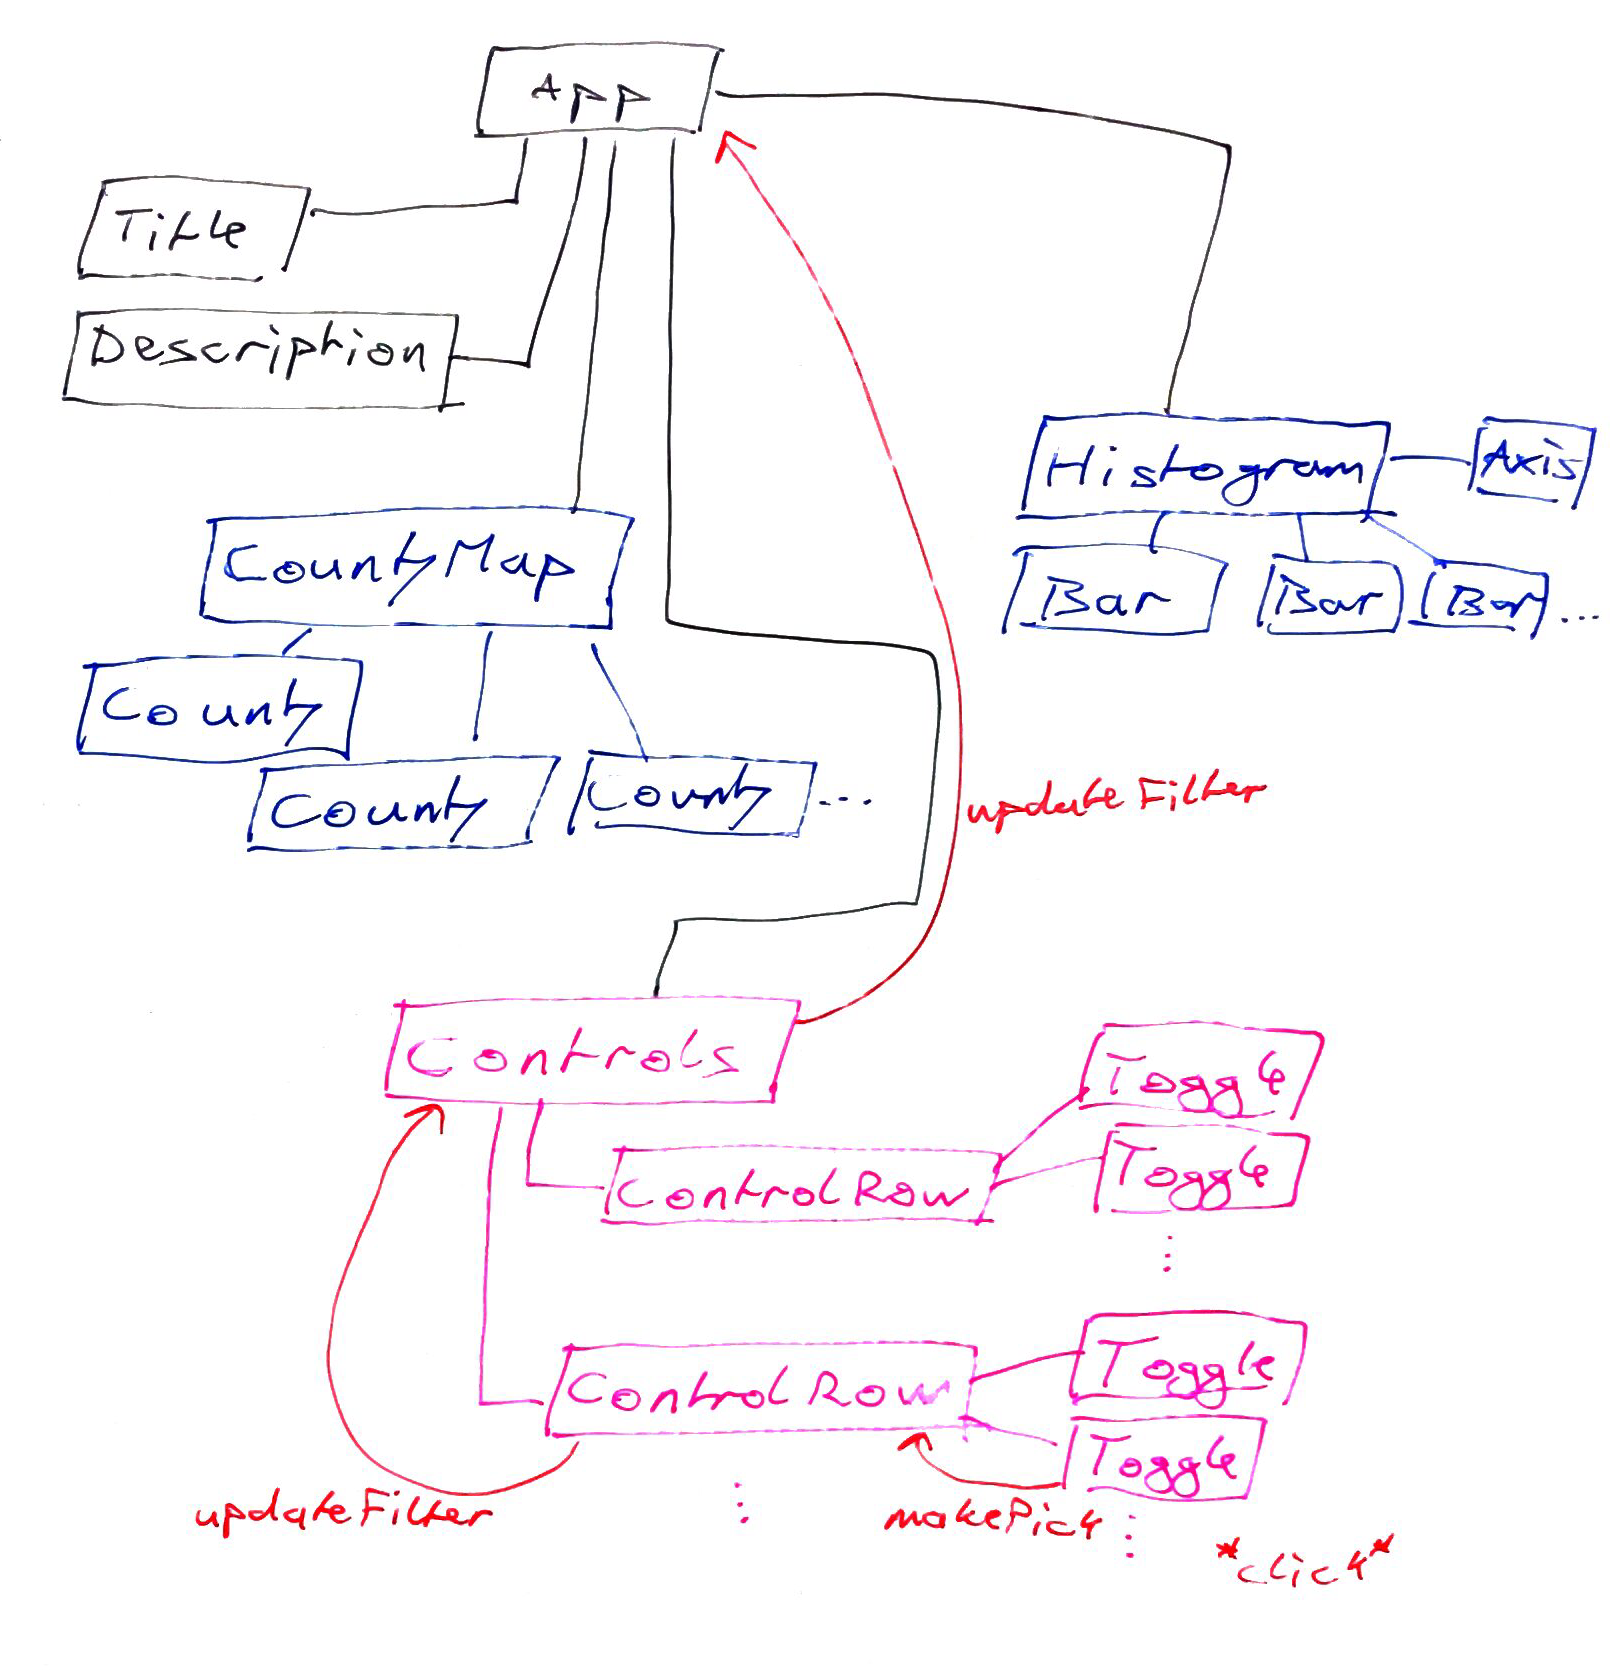 App
Title
Description
Histogram
Axis
Bar
Bar
Bar
...
CountyMap
County
County
County
...
updateFilter
Controls
Toggle
Toggle
ControlRow
⋮
Toggle
ControlRow
Toggle
updateFilter
⋮
makePick
⋮
*click*